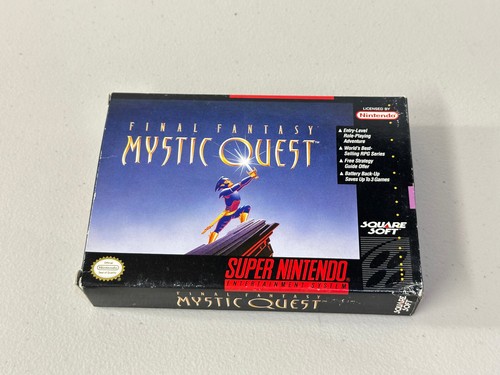 LICENSED BY
Nintendo
FINAL FANTASY
MYSTIC QUEST™
▲ Entry-Level
Role-Playing
Adventure
▲ World's Best-
Selling RPG Series
▲ Free Strategy
Guide Offer
▲ Battery Back-Up
Saves Up To 3 Games
SQUARE
SOFT
SUPER NINTENDO
ENTERTAINMENT SYSTEM
FINAL FANTASY
MYSTIC QUEST
SQUARE
SOFT